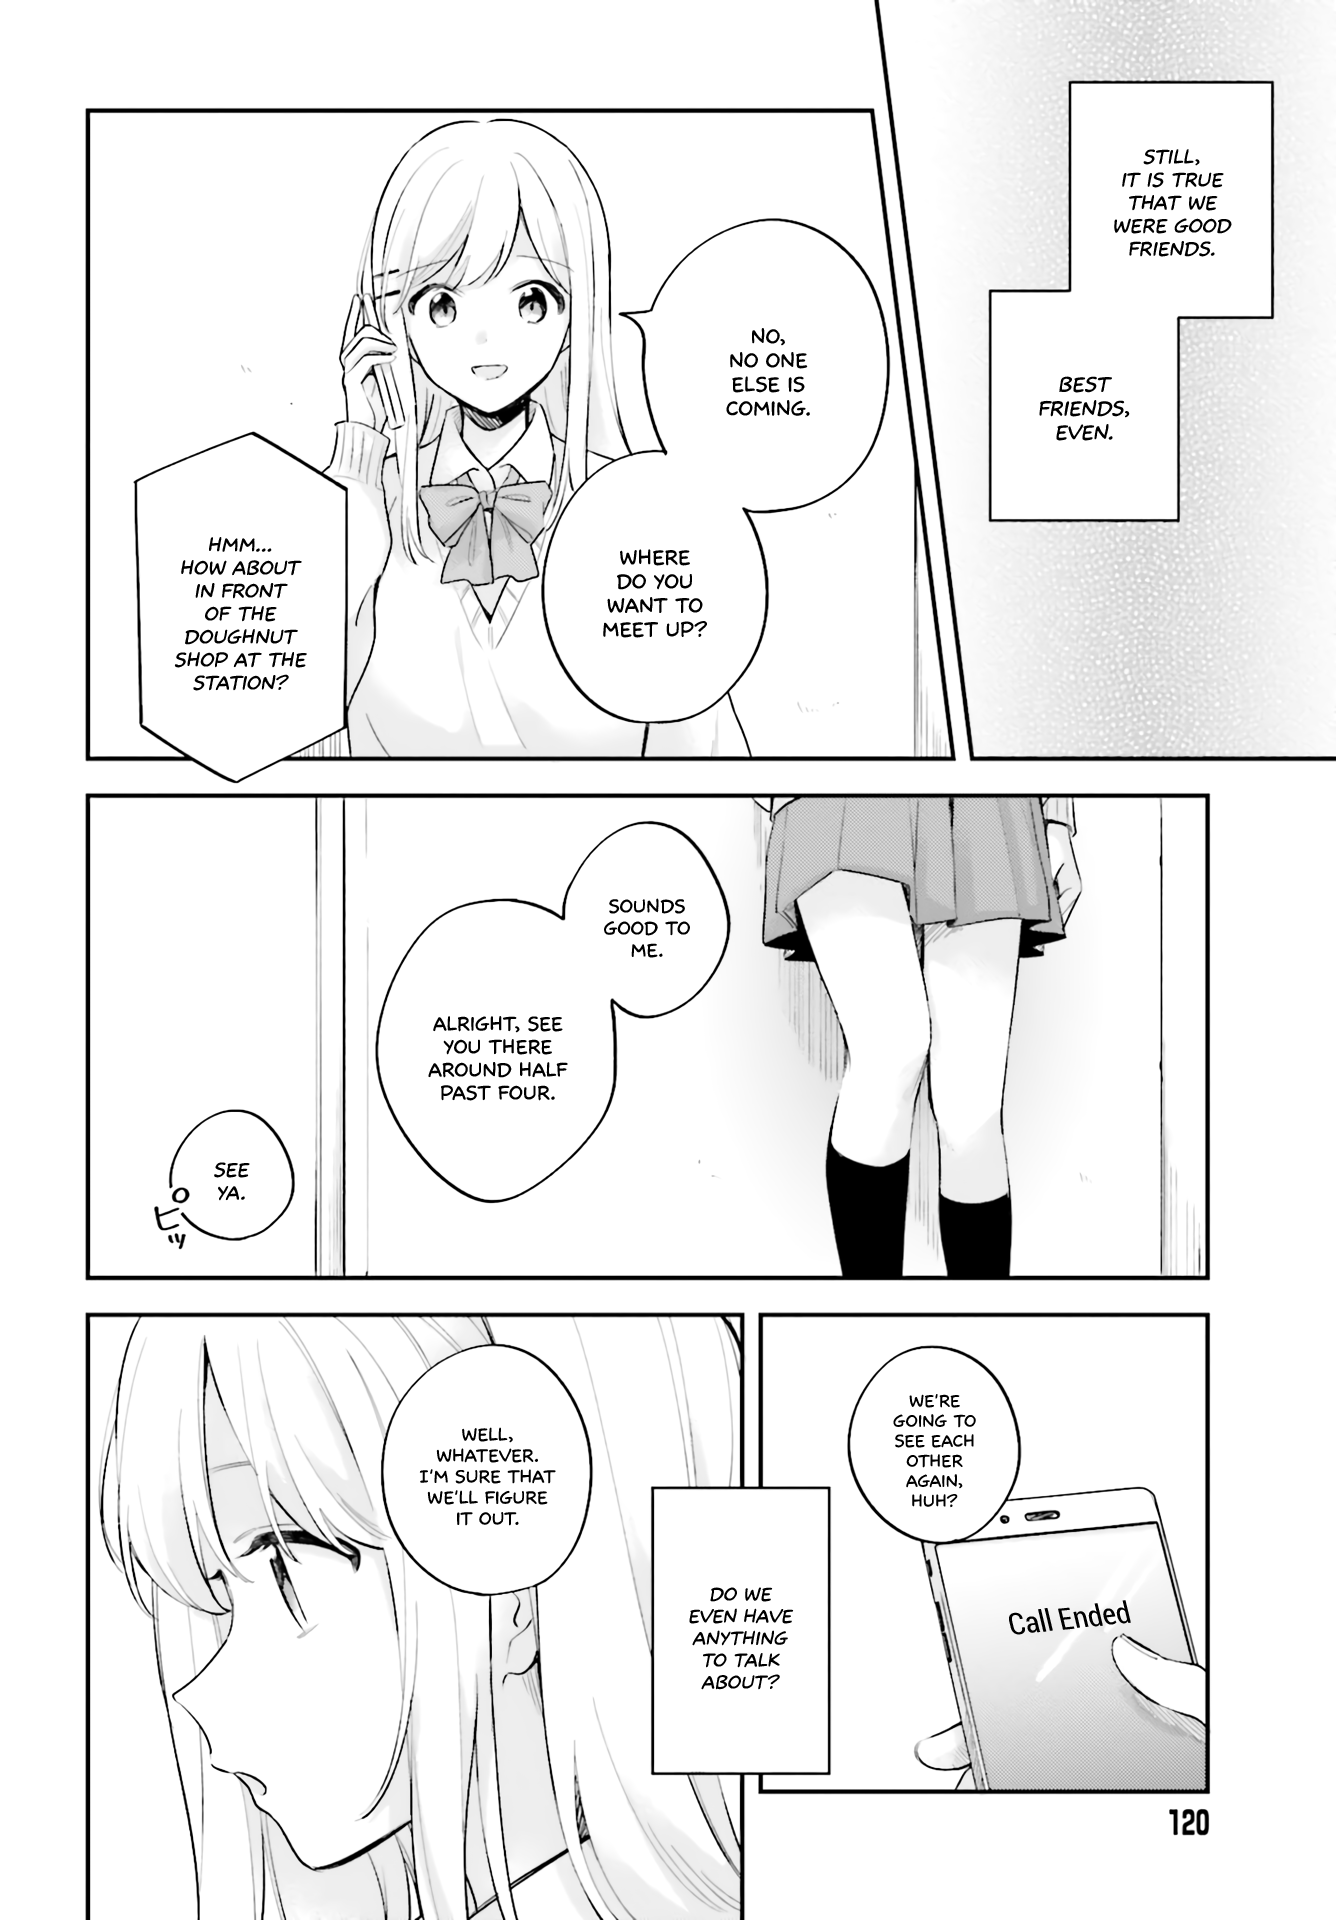 STILL,
IT IS TRUE
THAT WE
WERE GOOD
FRIENDS.
BEST
FRIENDS,
EVEN.
NO,
NO ONE
ELSE IS
COMING.
WHERE
DO YOU
WANT TO
MEET UP?
HMM...
HOW ABOUT
IN FRONT
OF THE
DOUGHNUT
SHOP AT THE
STATION?
SOUNDS
GOOD TO
ME.
ALRIGHT, SEE
YOU THERE
AROUND HALF
PAST FOUR.
SEE
YA.
ピッ
WE'RE
GOING TO
SEE EACH
OTHER
AGAIN,
HUH?
Call Ended
DO WE
EVEN HAVE
ANYTHING
TO TALK
ABOUT?
WELL,
WHATEVER.
I'M SURE THAT
WE'LL FIGURE
IT OUT.
120